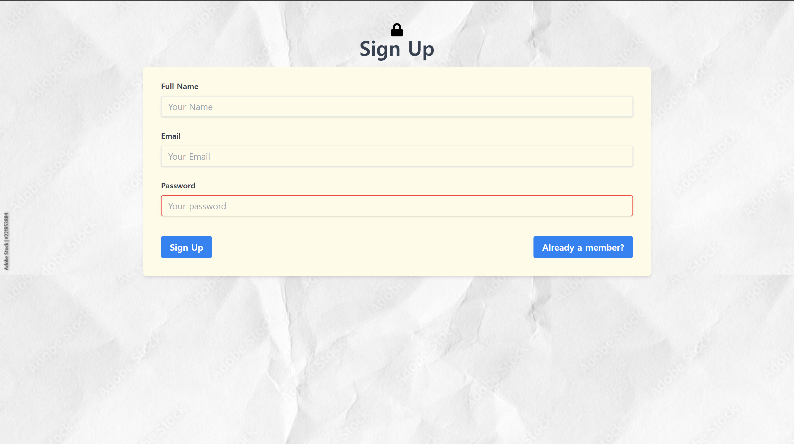 Sign Up
Full Name
Your Name
Email
Your Email
Password
Your password
Sign Up
Already a member?